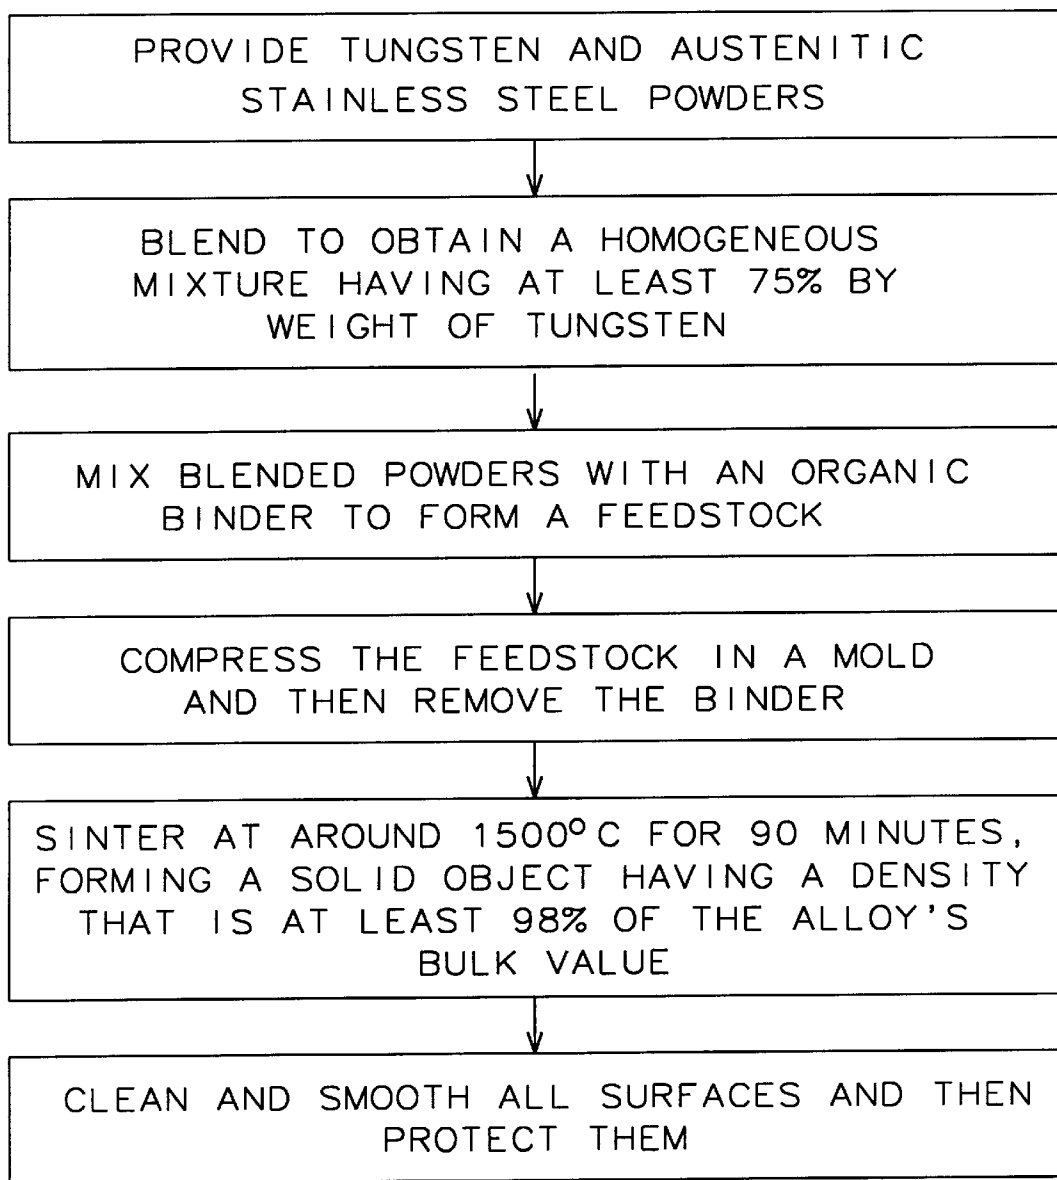 PROVIDE TUNGSTEN AND AUSTENITIC
STAINLESS STEEL POWDERS
BLEND TO OBTAIN A HOMOGENEOUS
MIXTURE HAVING AT LEAST 75% BY
WEIGHT OF TUNGSTEN
MIX BLENDED POWDERS WITH AN ORGANIC
BINDER TO FORM A FEEDSTOCK
COMPRESS THE FEEDSTOCK IN A MOLD
AND THEN REMOVE THE BINDER
SINTER AT AROUND 1500°C FOR 90 MINUTES,
FORMING A SOLID OBJECT HAVING A DENSITY
THAT IS AT LEAST 98% OF THE ALLOY'S
BULK VALUE
CLEAN AND SMOOTH ALL SURFACES AND THEN
PROTECT THEM